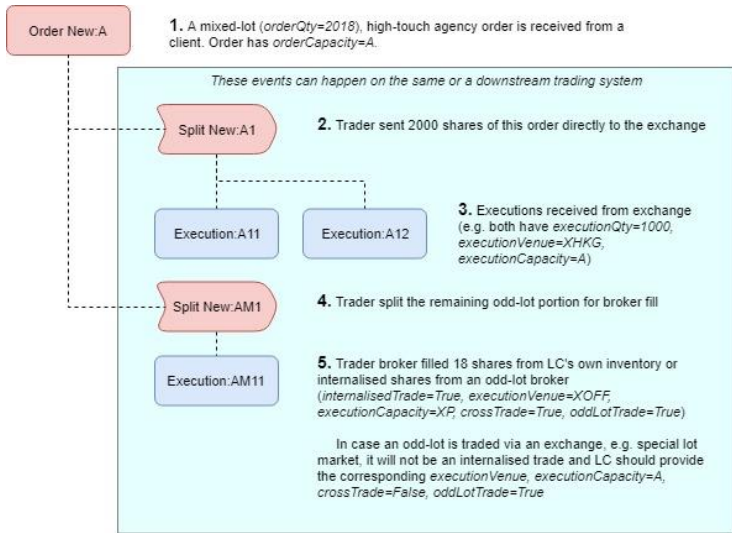 Order New:A
1. A mixed-lot (orderQty=2018), high-touch agency order is received from a
client. Order has orderCapacity=A.
These events can happen on the same or a downstream trading system
Split New:A1
2. Trader sent 2000 shares of this order directly to the exchange
Execution:A11
Execution:A12
3. Executions received from exchange
(e.g. both have executionQty=1000,
executionVenue=XHKG,
executionCapacity=A)
Split New:AM1
4. Trader split the remaining odd-lot portion for broker fill
Execution:AM11
5. Trader broker filled 18 shares from LC's own inventory or
internalised shares from an odd-lot broker
(internalisedTrade=True, executionVenue=XOFF,
executionCapacity=XP, crossTrade=True, oddLotTrade=True)
In case an odd-lot is traded via an exchange, e.g. special lot
market, it will not be an internalised trade and LC should provide
the corresponding executionVenue, executionCapacity=A,
crossTrade=False, oddLotTrade=True